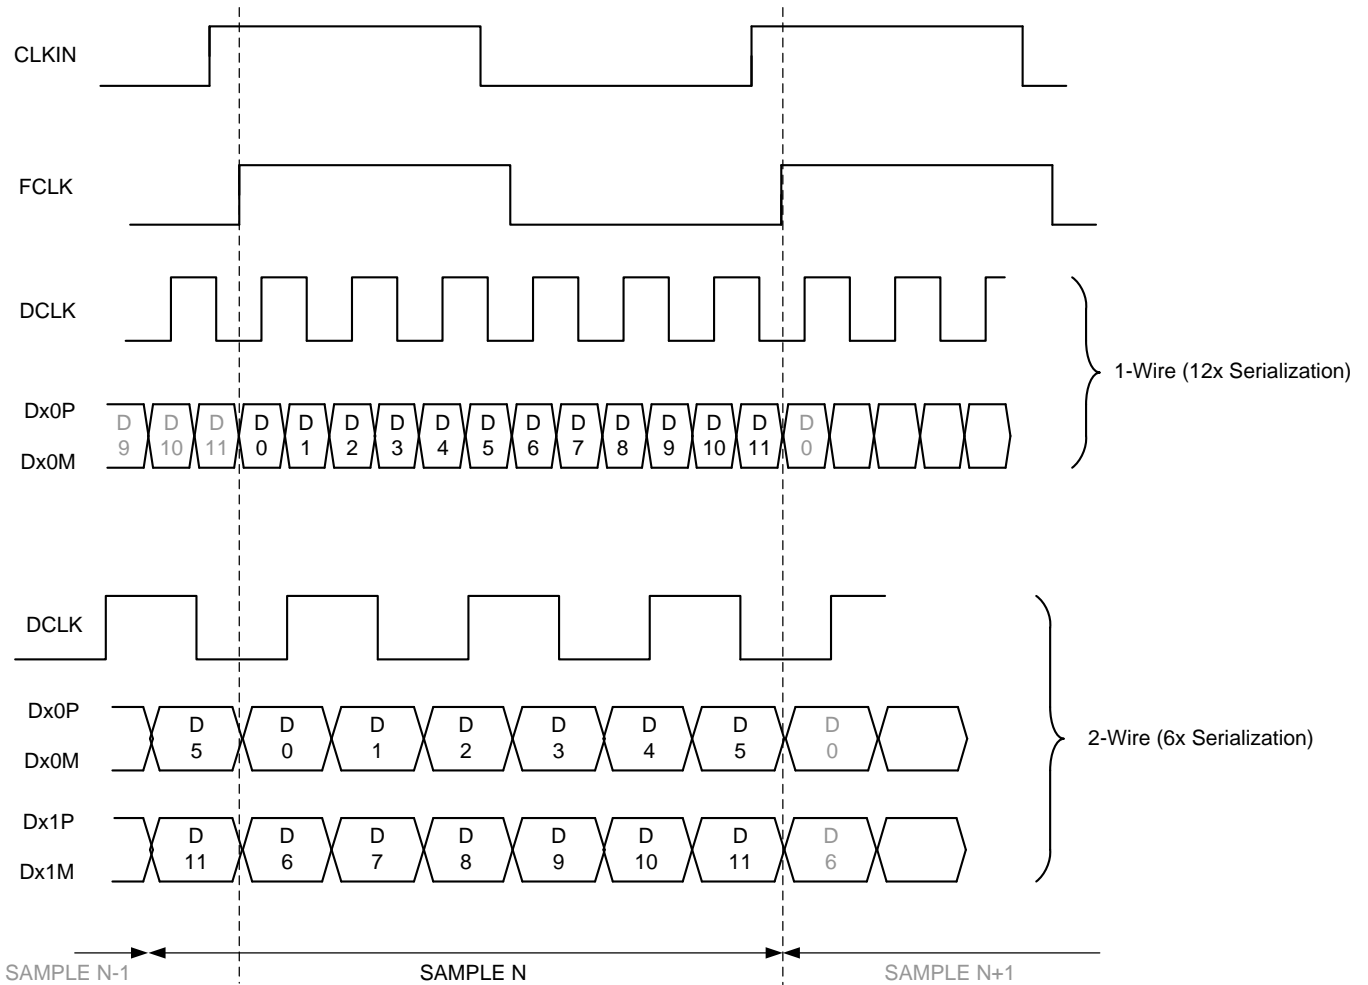 CLKIN
FCLK
DCLK
1-Wire (12x Serialization)
Dx0P
Dx0M
D D D D D D D D D D D D D D D D
9 10 11 0 1 2 3 4 5 6 7 8 9 10 11 0
DCLK
Dx0P
Dx0M
D D D D D D D D
5 0 1 2 3 4 5 0
2-Wire (6x Serialization)
Dx1P
Dx1M
D D D D D D D D
11 6 7 8 9 10 11 6
SAMPLE N-1 SAMPLE N SAMPLE N+1